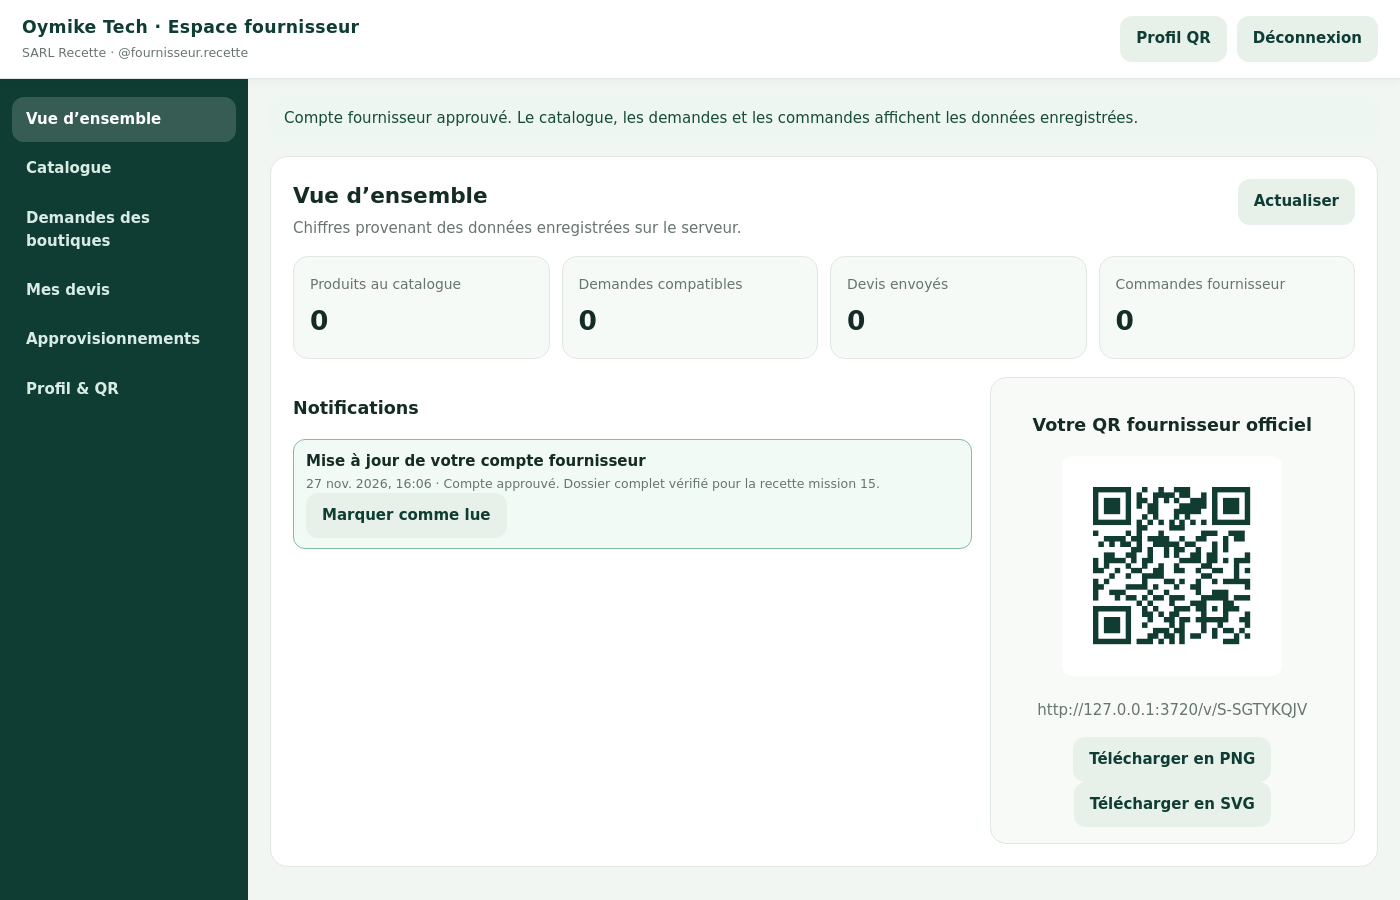 Oymike Tech · Espace fournisseur
SARL Recette · @fournisseur.recette
Profil QR
Déconnexion
Vue d’ensemble
Catalogue
Demandes des
boutiques
Mes devis
Approvisionnements
Profil & QR
Compte fournisseur approuvé. Le catalogue, les demandes et les commandes affichent les données enregistrées.
Vue d’ensemble
Chiffres provenant des données enregistrées sur le serveur.
Actualiser
Produits au catalogue
0
Demandes compatibles
0
Devis envoyés
0
Commandes fournisseur
0
Notifications
Mise à jour de votre compte fournisseur
27 nov. 2026, 16:06 · Compte approuvé. Dossier complet vérifié pour la recette mission 15.
Marquer comme lue
Votre QR fournisseur officiel
http://127.0.0.1:3720/v/S-SGTYKQJV
Télécharger en PNG
Télécharger en SVG